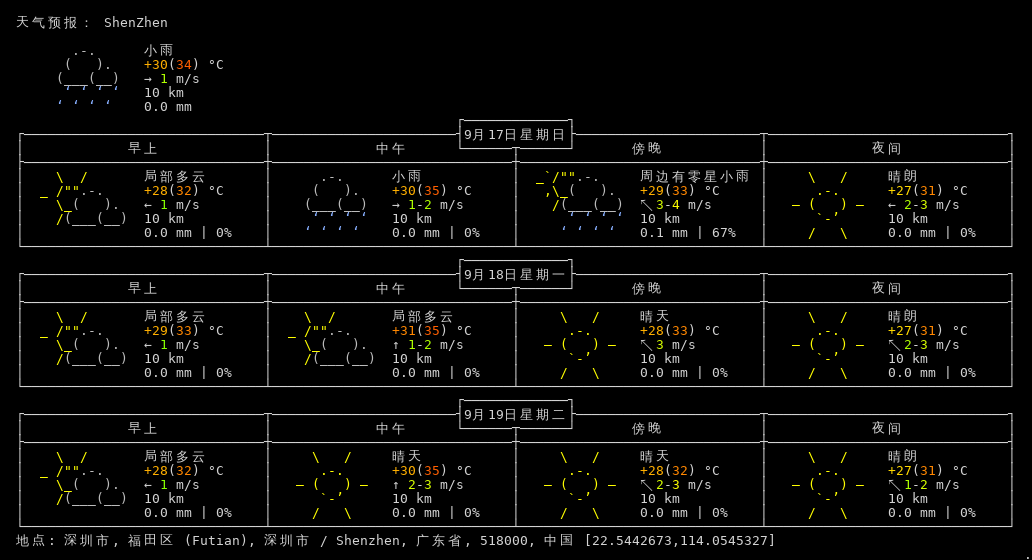 天气预报： ShenZhen
小雨
+30(34) °C
→ 1 m/s
10 km
0.0 mm
9月17日星期日
早上 中午 傍晚 夜间
局部多云 小雨 周边有零星小雨 晴朗
+28(32) °C +30(35) °C +29(33) °C +27(31) °C
← 1 m/s → 1-2 m/s ↖ 3-4 m/s ← 2-3 m/s
10 km 10 km 10 km 10 km
0.0 mm | 0% 0.0 mm | 0% 0.1 mm | 67% 0.0 mm | 0%
9月18日星期一
早上 中午 傍晚 夜间
局部多云 局部多云 晴天 晴朗
+29(33) °C +31(35) °C +28(33) °C +27(31) °C
← 1 m/s ↑ 1-2 m/s ↖ 3 m/s ↖ 2-3 m/s
10 km 10 km 10 km 10 km
0.0 mm | 0% 0.0 mm | 0% 0.0 mm | 0% 0.0 mm | 0%
9月19日星期二
早上 中午 傍晚 夜间
局部多云 晴天 晴天 晴朗
+28(32) °C +30(35) °C +28(32) °C +27(31) °C
← 1 m/s ↑ 2-3 m/s ↖ 2-3 m/s ↖ 1-2 m/s
10 km 10 km 10 km 10 km
0.0 mm | 0% 0.0 mm | 0% 0.0 mm | 0% 0.0 mm | 0%
地点: 深圳市, 福田区 (Futian), 深圳市 / Shenzhen, 广东省, 518000, 中国 [22.5442673,114.0545327]